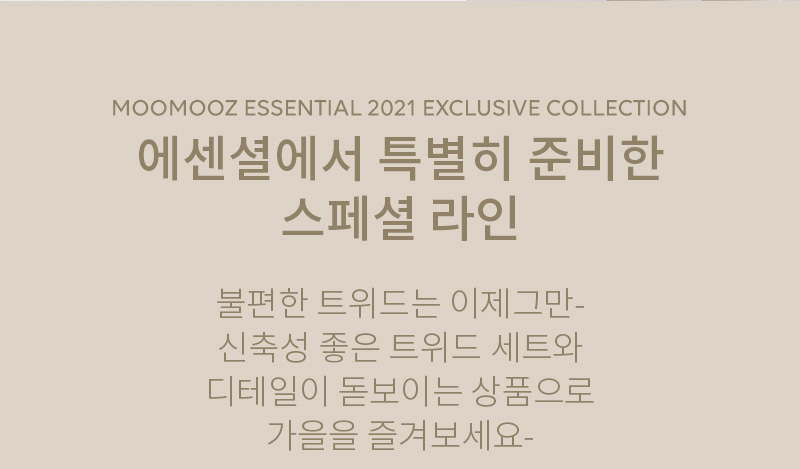 MOOMOOZ ESSENTIAL 2021 EXCLUSIVE COLLECTION
에센셜에서 특별히 준비한
스페셜 라인
불편한 트위드는 이제그만-
신축성 좋은 트위드 세트와
디테일이 돋보이는 상품으로
가을을 즐겨보세요-